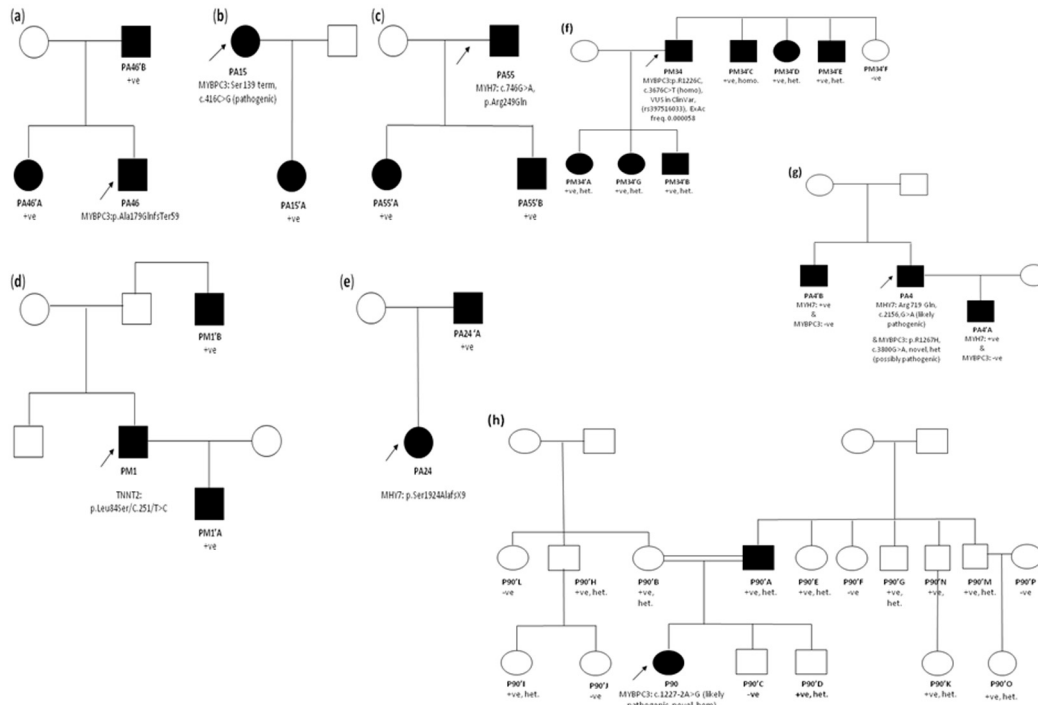 (a)
PA46'B
+ve
PA46'A
+ve
PA46
MYBPC3:p.Ala179GlnfsTer59
(b)
PA15
MYBPC3: Ser139 term,
c.416C>G (pathogenic)
PA15'A
+ve
(c)
PA55
MYH7: c.746G>A,
p.Arg249Gln
PA55'A
+ve
PA55'B
+ve
(f)
PM34
MYBPC3:p.R1226C,
c.3676C>T (homo),
VUS in ClinVar,
(rs397516033), ExAc
freq. 0.000058
PM34'C
+ve, homo.
PM34'D
+ve, het.
PM34'E
+ve, het.
PM34'F
-ve
PM34'A
+ve, het.
PM34'G
+ve, het.
PM34'B
+ve, het.
(g)
PA4'B
MYH7: +ve
&
MYBPC3: -ve
PA4
MHY7: Arg719 Gln,
c.2156,G>A (likely
pathogenic)
& MYBPC3: p.R1267H,
c.3800G>A, novel, het
(possibly pathogenic)
PA4'A
MYH7: +ve
&
MYBPC3: -ve
(d)
PM1'B
+ve
PM1
TNNT2:
p.Leu84Ser/C.251/T>C
PM1'A
+ve
(e)
PA24'A
+ve
PA24
MHY7: p.Ser1924AlafsX9
(h)
P90'L
-ve
P90'H
+ve, het.
P90'B
+ve,
het.
P90'A
+ve, het.
P90'E
+ve, het.
P90'F
-ve
P90'G
+ve,
het.
P90'N
+ve,
P90'M
+ve, het.
P90'P
-ve
P90'I
+ve, het.
P90'J
-ve
P90
MYBPC3: c.1227-2A>G (likely
pathogenic, novel, hom)
P90'C
-ve
P90'D
+ve, het.
P90'K
+ve, het.
P90'O
+ve, het.